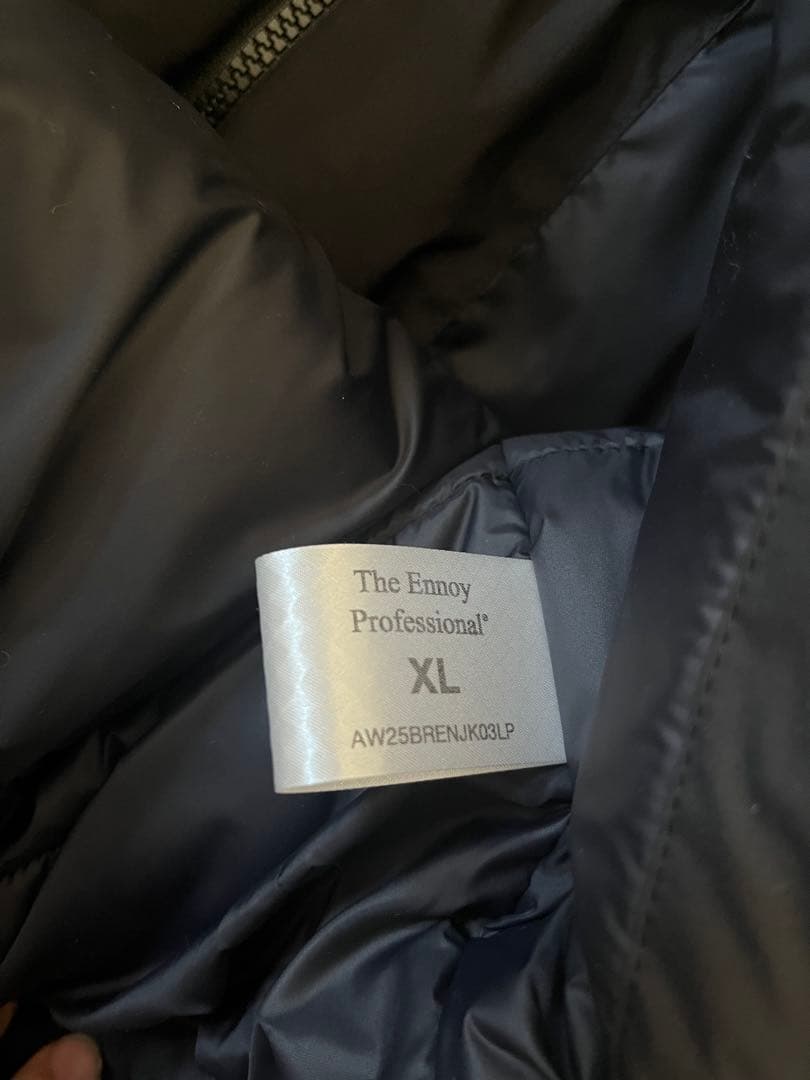 The Ennoy
Professional®
XL
AW25BRENJK03LP